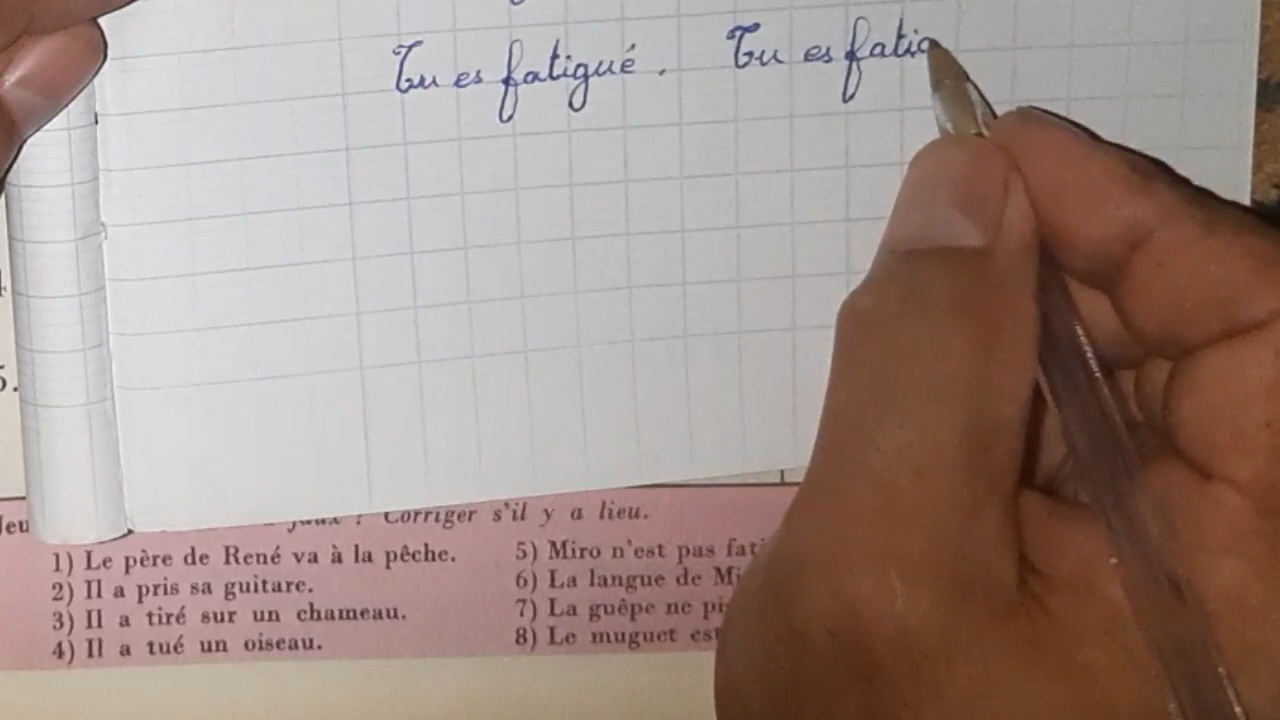 Tu es fatigué. Tu es fatig
5.
Jeu ? Corriger s'il y a lieu.
1) Le père de René va à la pêche.
2) Il a pris sa guitare.
3) Il a tiré sur un chameau.
4) Il a tué un oiseau.
5) Miro n'est pas fati
6) La langue de Mi
7) La guêpe ne pi
8) Le muguet est